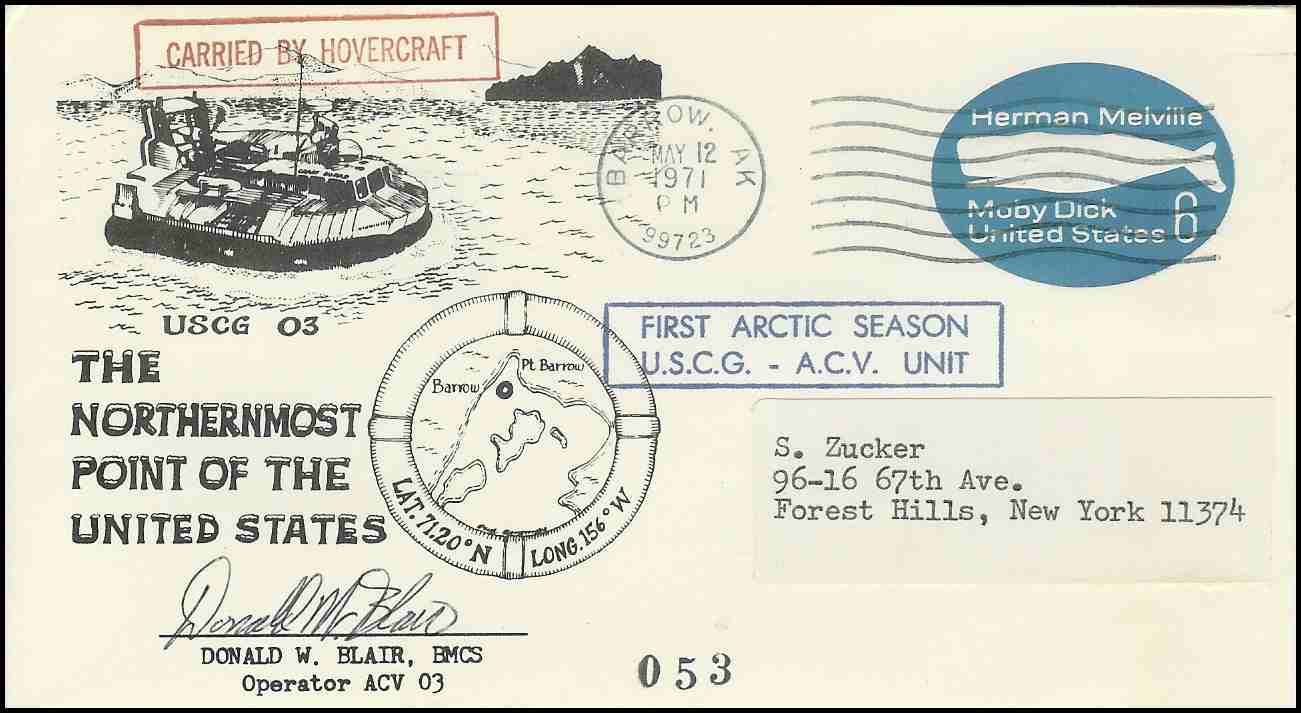 CARRIED BY HOVERCRAFT
BARROW, AK
MAY 12
1971
PM
99723
Herman Melville
Moby Dick
United States 6
USCG 03
FIRST ARCTIC SEASON
U.S.C.G. - A.C.V. UNIT
THE
NORTHERNMOST
POINT OF THE
UNITED STATES
Pt. Barrow
Barrow
LAT. 71.20° N
LONG. 156° W
S. Zucker
96-16 67th Ave.
Forest Hills, New York 11374
Donald W. Blair
DONALD W. BLAIR, BMCS
Operator ACV 03
053